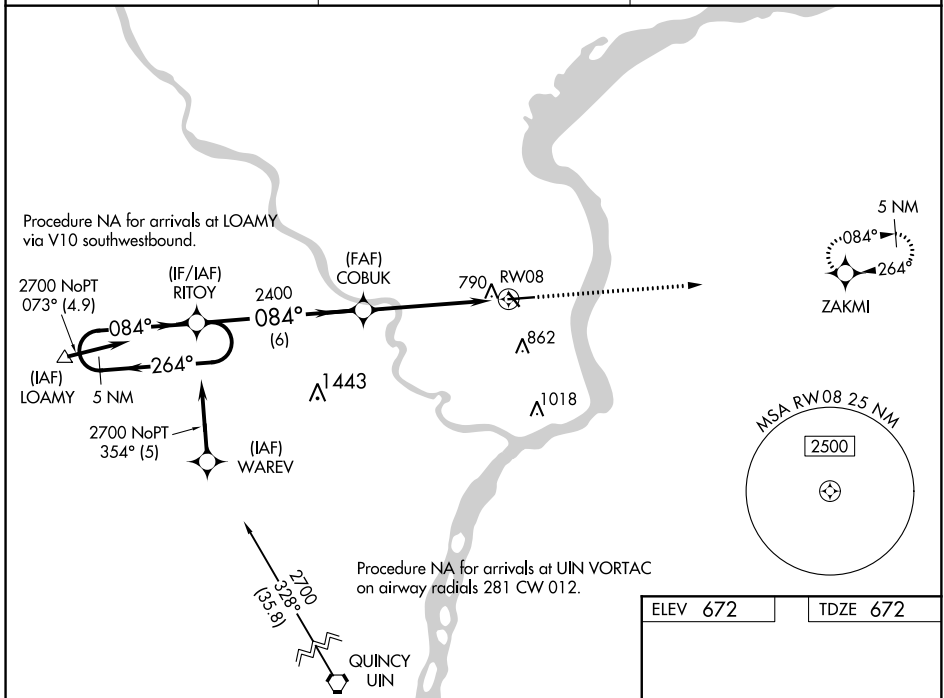 Procedure NA for arrivals at LOAMY
via V10 southwestbound.
2700 NoPT
073° (4.9)
(IAF)
LOAMY
5 NM
084°
264°
(IF/IAF)
RITOY
2400
084°
(6)
(FAF)
COBUK
790
RW08
862
1443
1018
2700 NoPT
354° (5)
(IAF)
WAREV
5 NM
084°
264°
ZAKMI
MSA RW08 25 NM
2500
Procedure NA for arrivals at UIN VORTAC
on airway radials 281 CW 012.
2700
328°
(35.8)
QUINCY
UIN
ELEV 672
TDZE 672